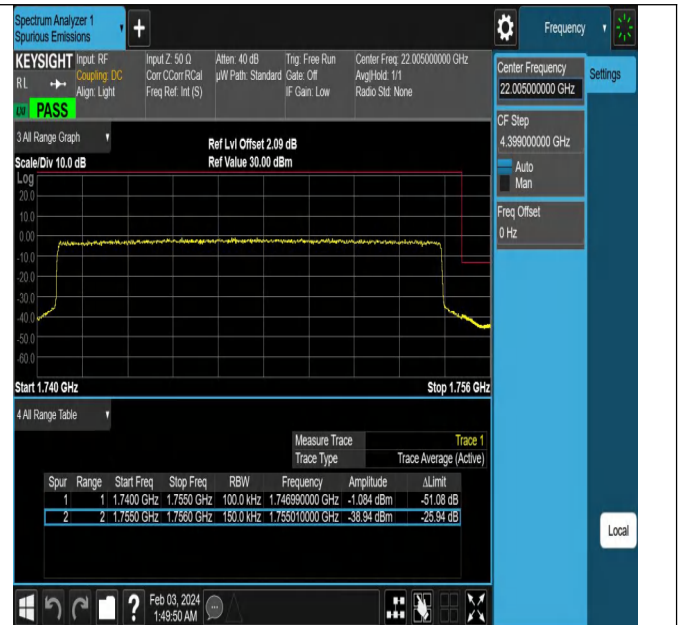 Spectrum Analyzer 1
Spurious Emissions
Frequency
KEYSIGHT
RL
PASS
Input: RF
Coupling: DC
Align: Light
Input Z: 50 Ω
Corr CCorr RCal
Freq Ref: Int (S)
Atten: 40 dB
µW Path: Standard
Trig: Free Run
Gate: Off
IF Gain: Low
Center Freq: 22.005000000 GHz
Avg|Hold: 1/1
Radio Std: None
Center Frequency
22.005000000 GHz
Settings
CF Step
4.399000000 GHz
Auto
Man
Freq Offset
0 Hz
Local
3 All Range Graph
Scale/Div 10.0 dB
Ref Lvl Offset 2.09 dB
Ref Value 30.00 dBm
Log
20.0
10.0
0.00
-10.0
-20.0
-30.0
-40.0
-50.0
-60.0
Start 1.740 GHz
Stop 1.756 GHz
4 All Range Table
Measure Trace Trace 1
Trace Type Trace Average (Active)
Spur Range Start Freq Stop Freq RBW Frequency Amplitude ΔLimit
1 1 1.7400 GHz 1.7550 GHz 100.0 kHz 1.746990000 GHz -1.084 dBm -51.08 dB
2 2 1.7550 GHz 1.7560 GHz 150.0 kHz 1.755010000 GHz -38.94 dBm -25.94 dB
Feb 03, 2024
1:49:50 AM